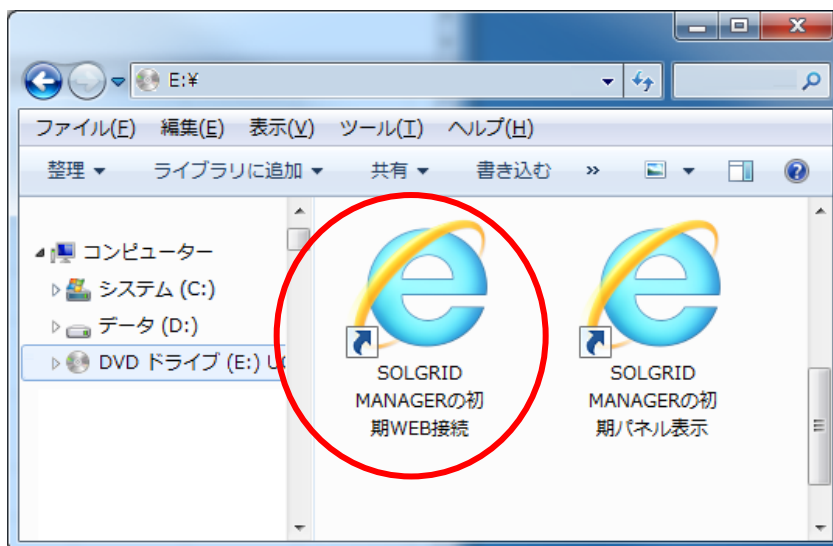 E:¥
ファイル(F) 編集(E) 表示(V) ツール(T) ヘルプ(H)
整理 ライブラリに追加 共有 書き込む »
コンピューター
システム (C:)
データ (D:)
DVD ドライブ (E:)
SOLGRID
MANAGERの初
期WEB接続
SOLGRID
MANAGERの初
期パネル表示